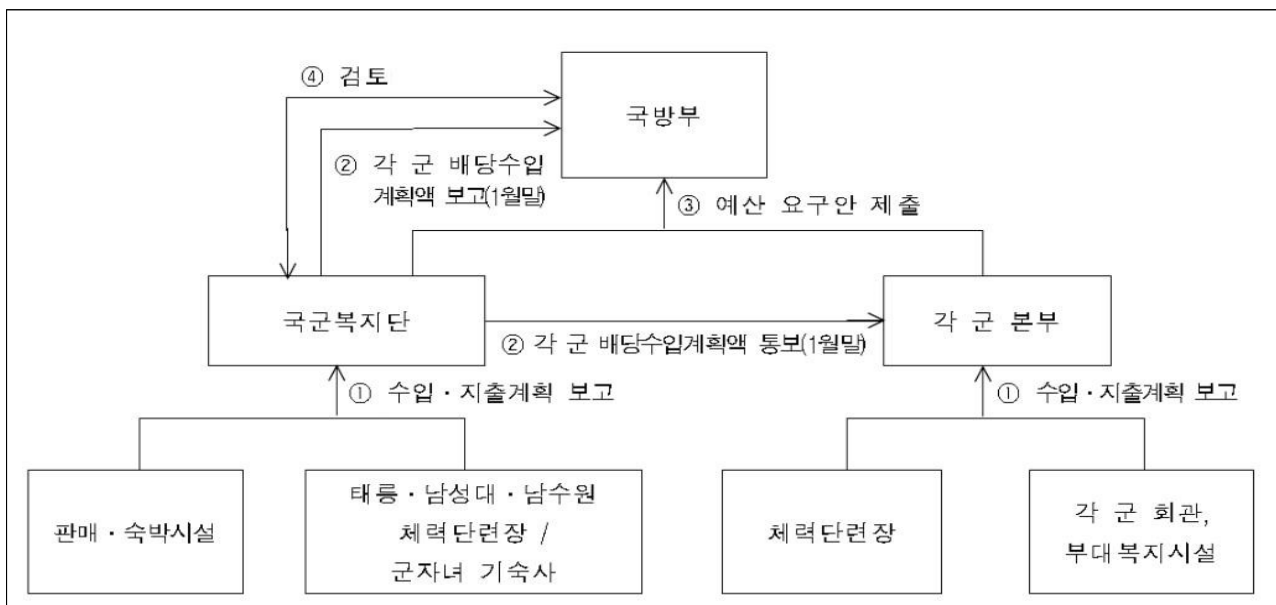 ④ 검토
국방부
② 각 군 배당수입
계획액 보고(1월말)
③ 예산 요구안 제출
국군복지단
각 군 본부
② 각 군 배당수입계획액 통보(1월말)
① 수입·지출계획 보고
① 수입·지출계획 보고
판매·숙박시설
태릉·남성대·남수원
체력단련장 /
군자녀 기숙사
체력단련장
각 군 회관,
부대복지시설